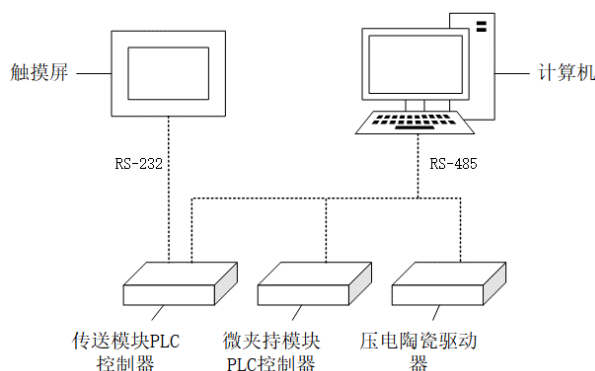 触摸屏
计算机
RS-232
RS-485
传送模块PLC
控制器
微夹持模块
PLC控制器
压电陶瓷驱动
器